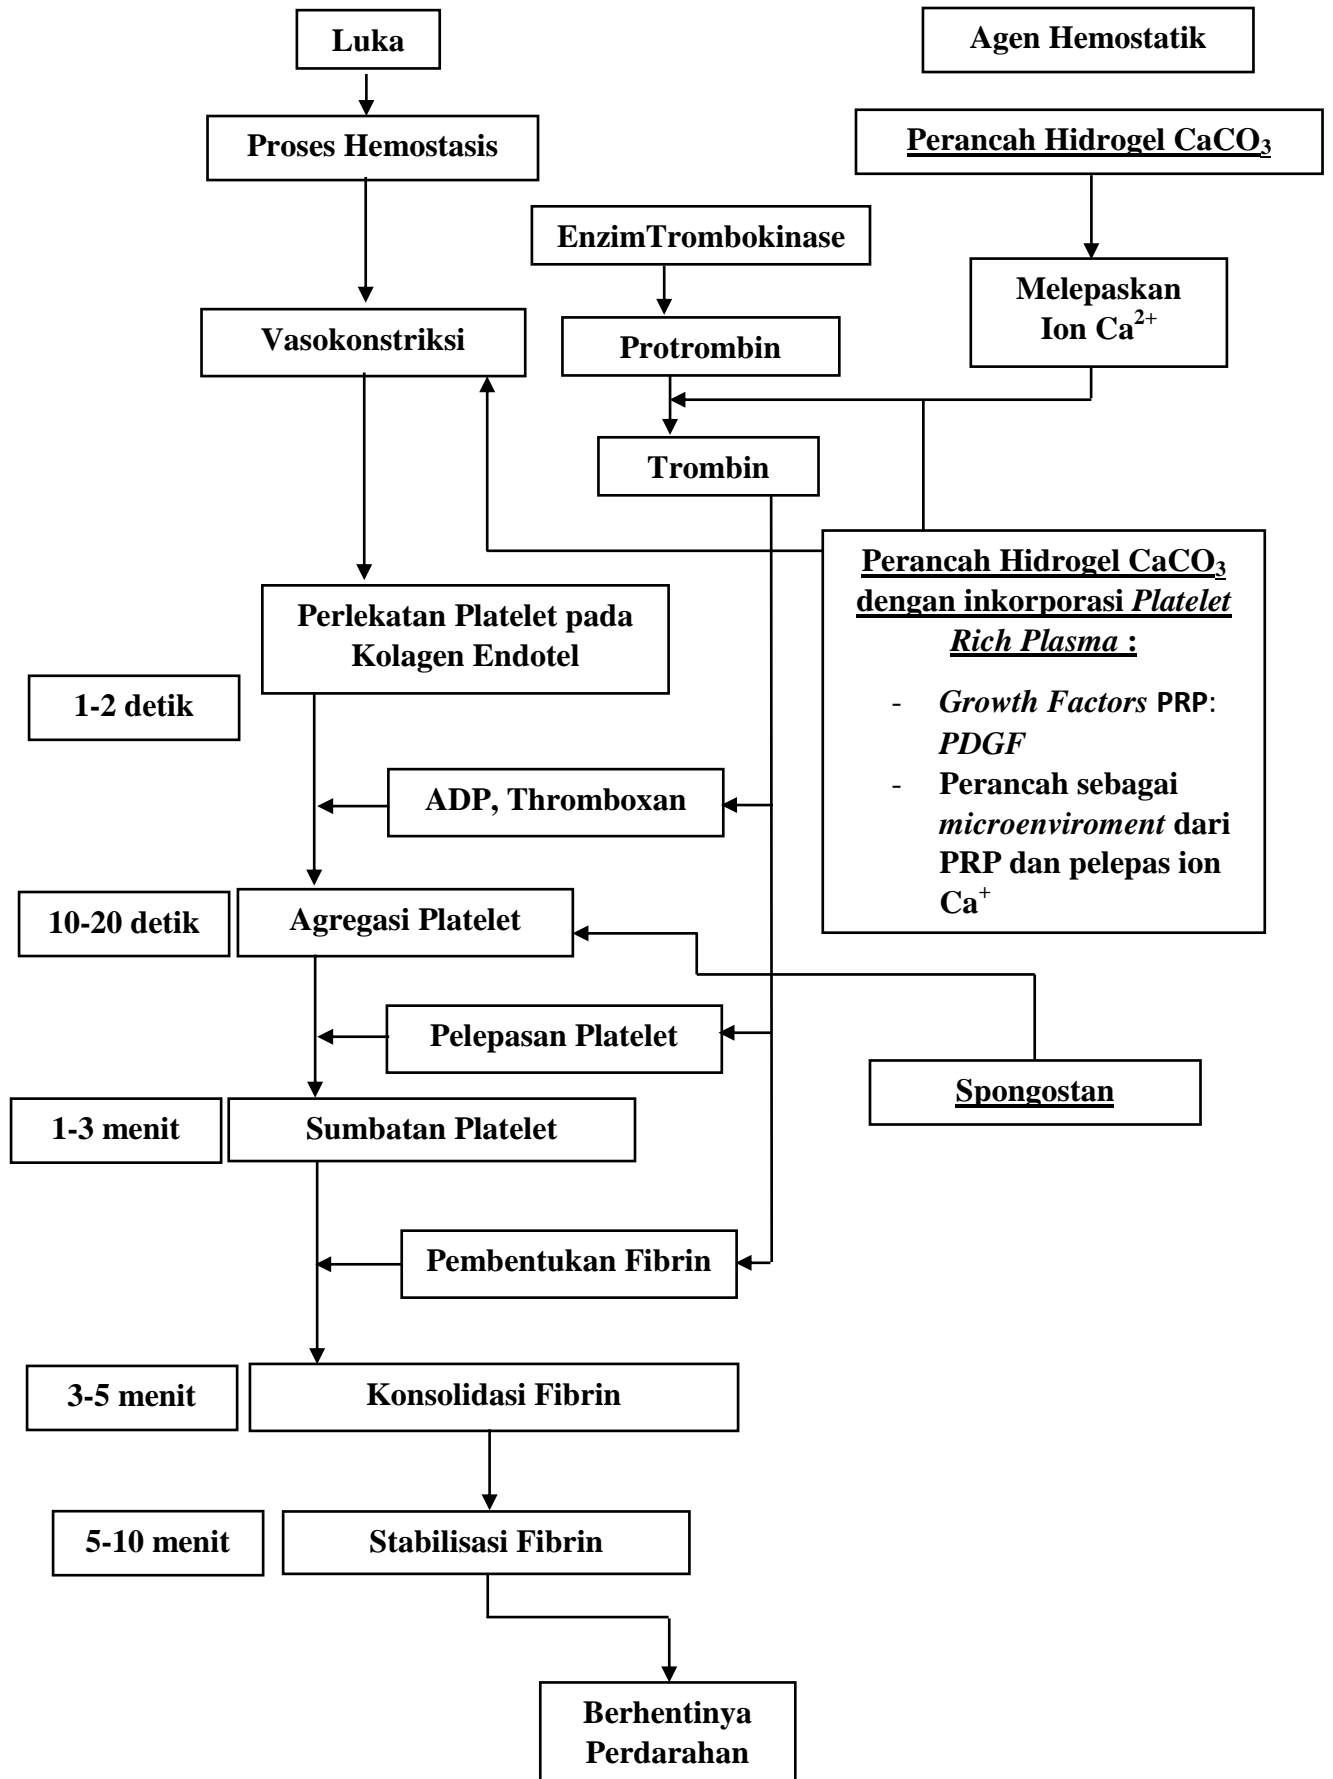 Luka
Agen Hemostatik
Proses Hemostasis
Perancah Hidrogel CaCO₃
EnzimTrombokinase
Melepaskan
Ion Ca²⁺
Vasokonstriksi
Protrombin
Trombin
Perancah Hidrogel CaCO₃
dengan inkorporasi Platelet
Rich Plasma :
- Growth Factors PRP:
PDGF
- Perancah sebagai
microenviroment dari
PRP dan pelepas ion
Ca⁺
Perlekatan Platelet pada
Kolagen Endotel
1-2 detik
ADP, Thromboxan
10-20 detik
Agregasi Platelet
Pelepasan Platelet
Spongostan
1-3 menit
Sumbatan Platelet
Pembentukan Fibrin
3-5 menit
Konsolidasi Fibrin
5-10 menit
Stabilisasi Fibrin
Berhentinya
Perdarahan